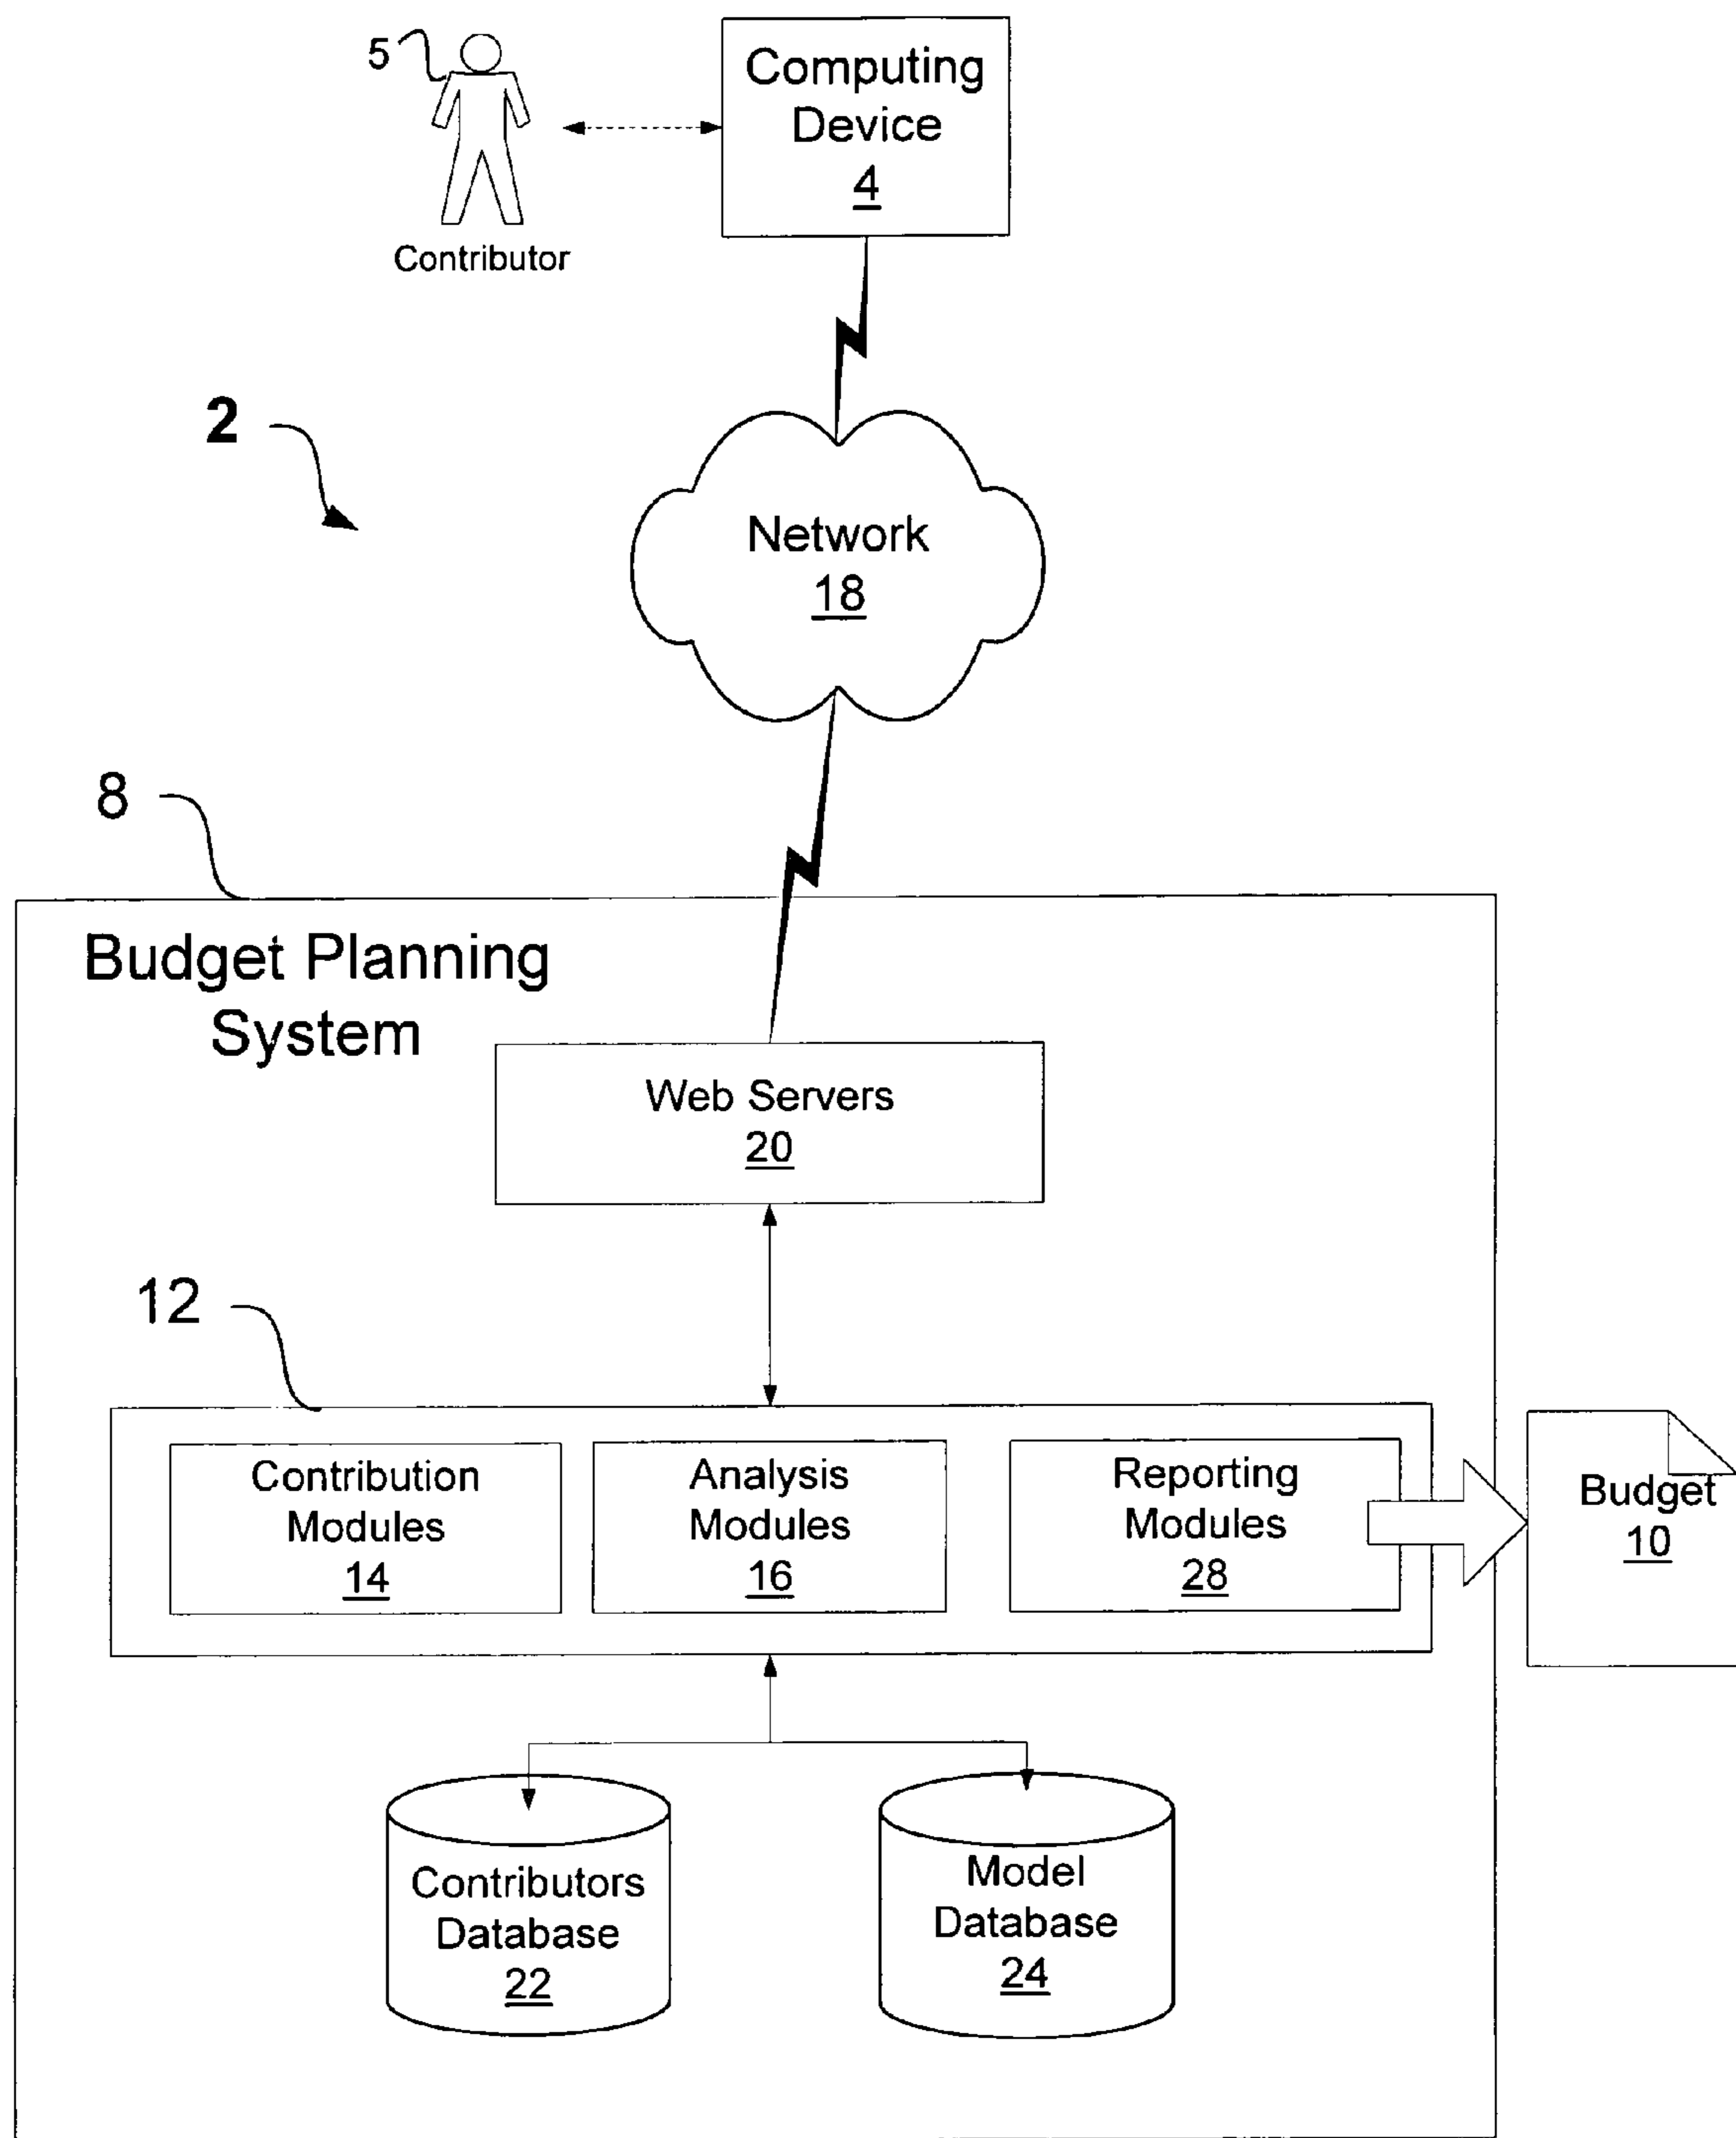 5
Computing
Device
4
Contributor
2
Network
18
8
Budget Planning
System
Web Servers
20
12
Contribution
Modules
14
Analysis
Modules
16
Reporting
Modules
28
Budget
10
Contributors
Database
22
Model
Database
24